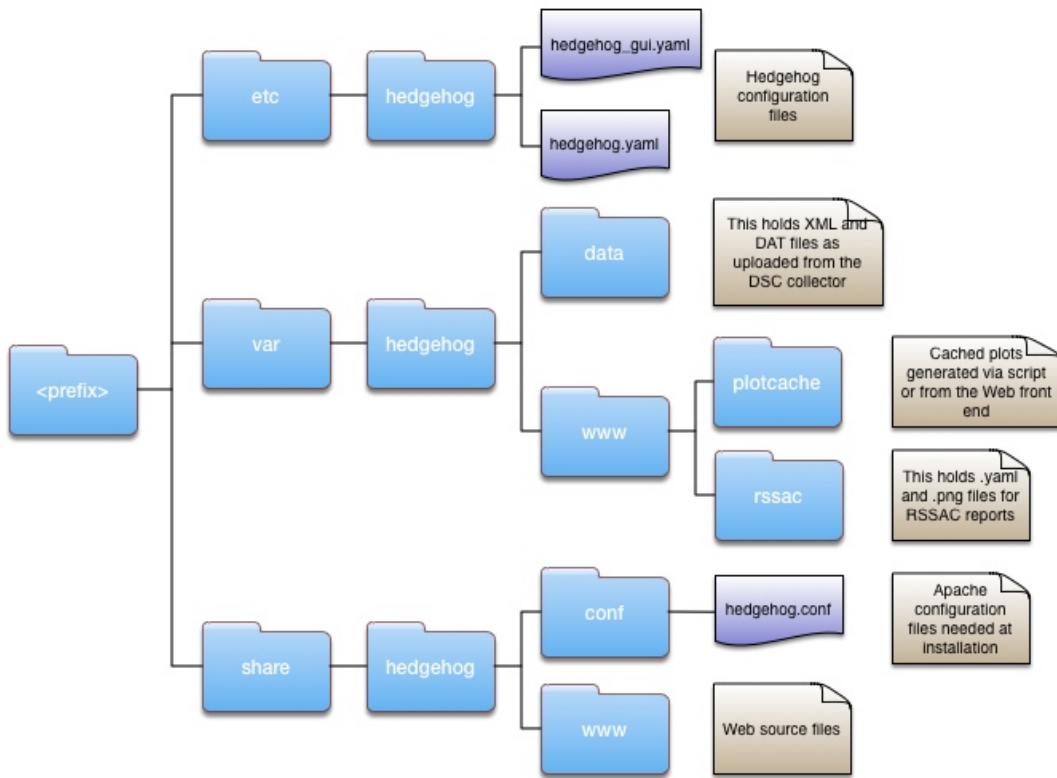 hedgehog_gui.yaml
etc
hedgehog
Hedgehog
configuration
files
hedgehog.yaml
data
This holds XML and
DAT files as
uploaded from the
DSC collector
var
hedgehog
<prefix>
plotcache
Cached plots
generated via script
or from the Web front
end
www
rssac
This holds .yaml
and .png files for
RSSAC reports
conf
hedgehog.conf
Apache
configuration
files needed at
installation
share
hedgehog
www
Web source files